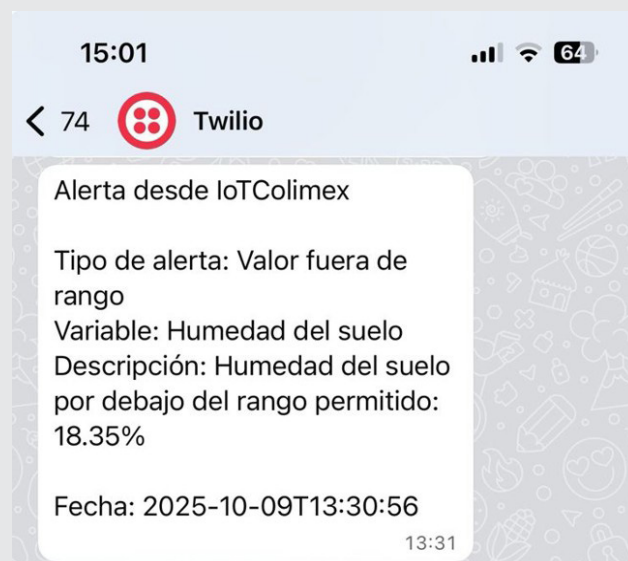 15:01
64
74
Twilio
Alerta desde IoTColimex
Tipo de alerta: Valor fuera de
rango
Variable: Humedad del suelo
Descripción: Humedad del suelo
por debajo del rango permitido:
18.35%
Fecha: 2025-10-09T13:30:56
13:31